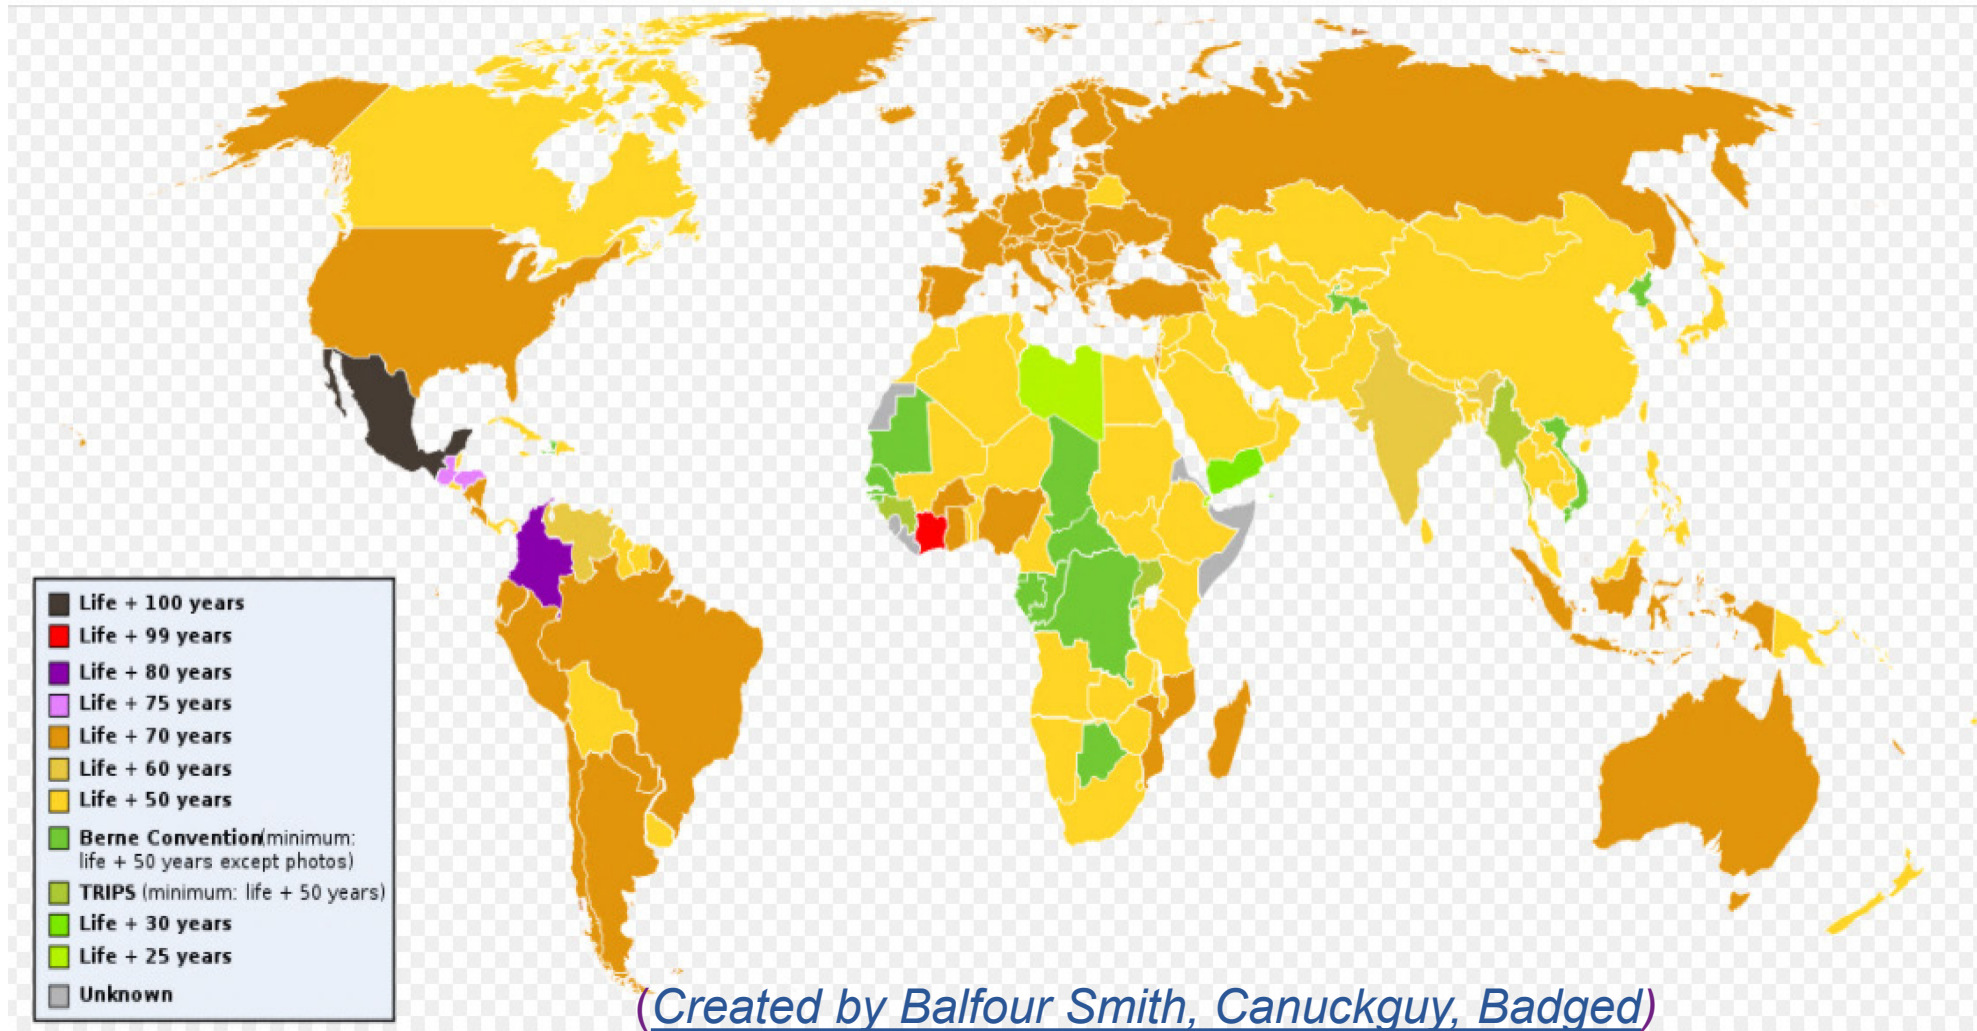 Life + 100 years
Life + 99 years
Life + 80 years
Life + 75 years
Life + 70 years
Life + 60 years
Life + 50 years
Berne Convention(minimum:
life + 50 years except photos)
TRIPS (minimum: life + 50 years)
Life + 30 years
Life + 25 years
Unknown
(Created by Balfour Smith, Canuckguy, Badged)